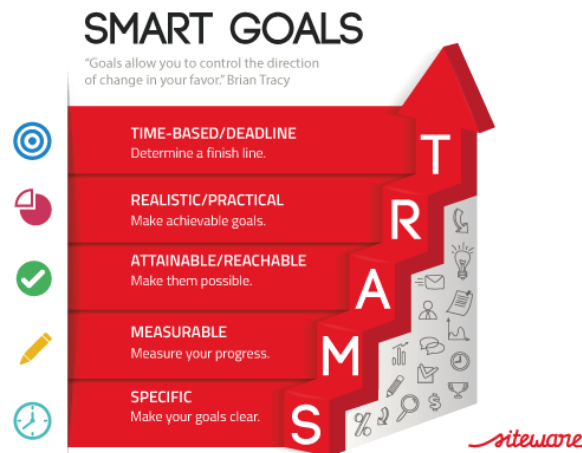 SMART GOALS
“Goals allow you to control the direction
of change in your favor.” Brian Tracy
TIME-BASED/DEADLINE
Determine a finish line.
T
REALISTIC/PRACTICAL
Make achievable goals.
R
ATTAINABLE/REACHABLE
Make them possible.
A
MEASURABLE
Measure your progress.
M
SPECIFIC
Make your goals clear.
S
%
$
siteware